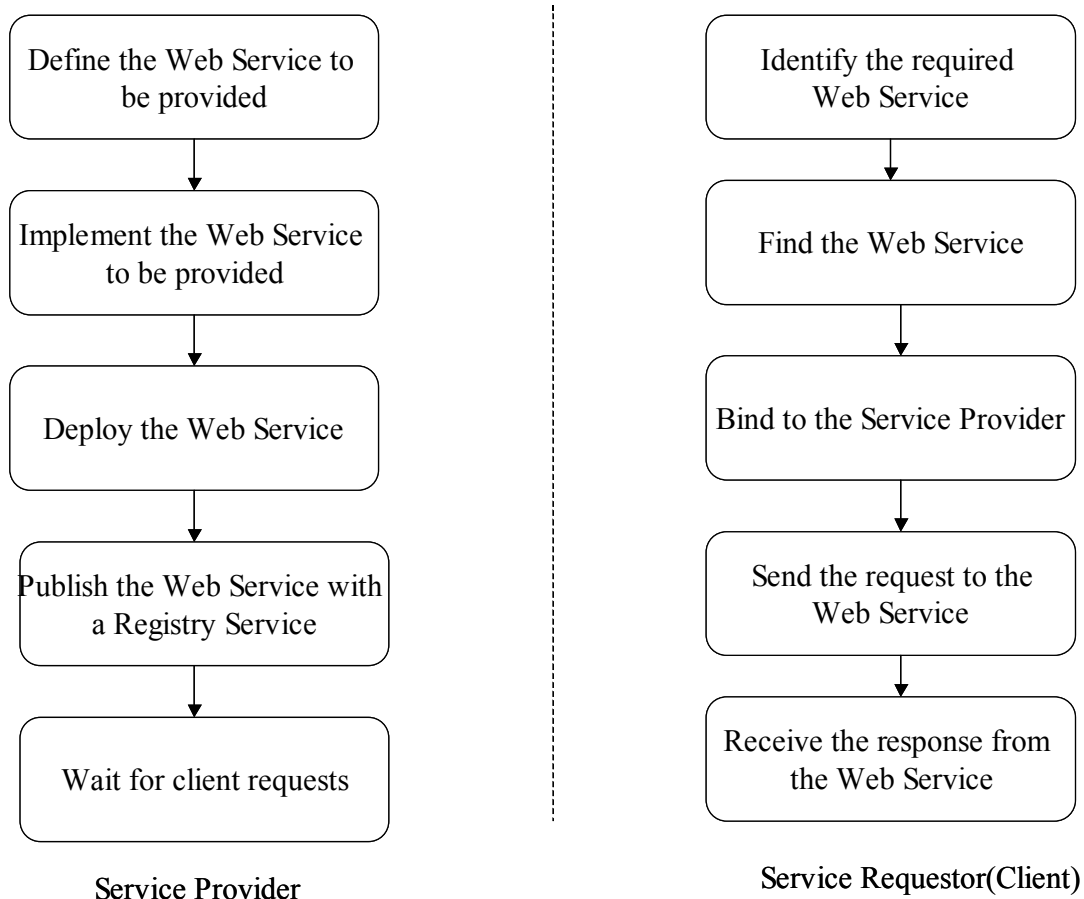 Define the Web Service to
be provided
Implement the Web Service
to be provided
Deploy the Web Service
Publish the Web Service with
a Registry Service
Wait for client requests
Service Provider
Identify the required
Web Service
Find the Web Service
Bind to the Service Provider
Send the request to the
Web Service
Receive the response from
the Web Service
Service Requestor(Client)